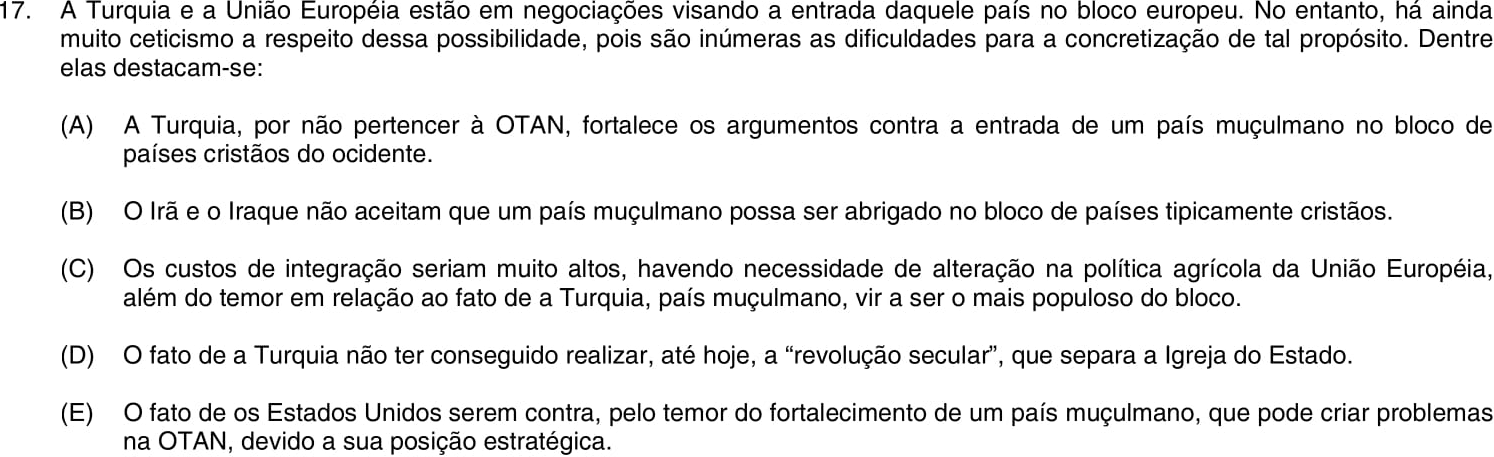 17. A Turquia e a União Européia estão em negociações visando a entrada daquele país no bloco europeu. No entanto, há ainda
muito ceticismo a respeito dessa possibilidade, pois são inúmeras as dificuldades para a concretização de tal propósito. Dentre
elas destacam-se:
(A) A Turquia, por não pertencer à OTAN, fortalece os argumentos contra a entrada de um país muçulmano no bloco de
países cristãos do ocidente.
(B) O Irã e o Iraque não aceitam que um país muçulmano possa ser abrigado no bloco de países tipicamente cristãos.
(C) Os custos de integração seriam muito altos, havendo necessidade de alteração na política agrícola da União Européia,
além do temor em relação ao fato de a Turquia, país muçulmano, vir a ser o mais populoso do bloco.
(D) O fato de a Turquia não ter conseguido realizar, até hoje, a “revolução secular”, que separa a Igreja do Estado.
(E) O fato de os Estados Unidos serem contra, pelo temor do fortalecimento de um país muçulmano, que pode criar problemas
na OTAN, devido a sua posição estratégica.